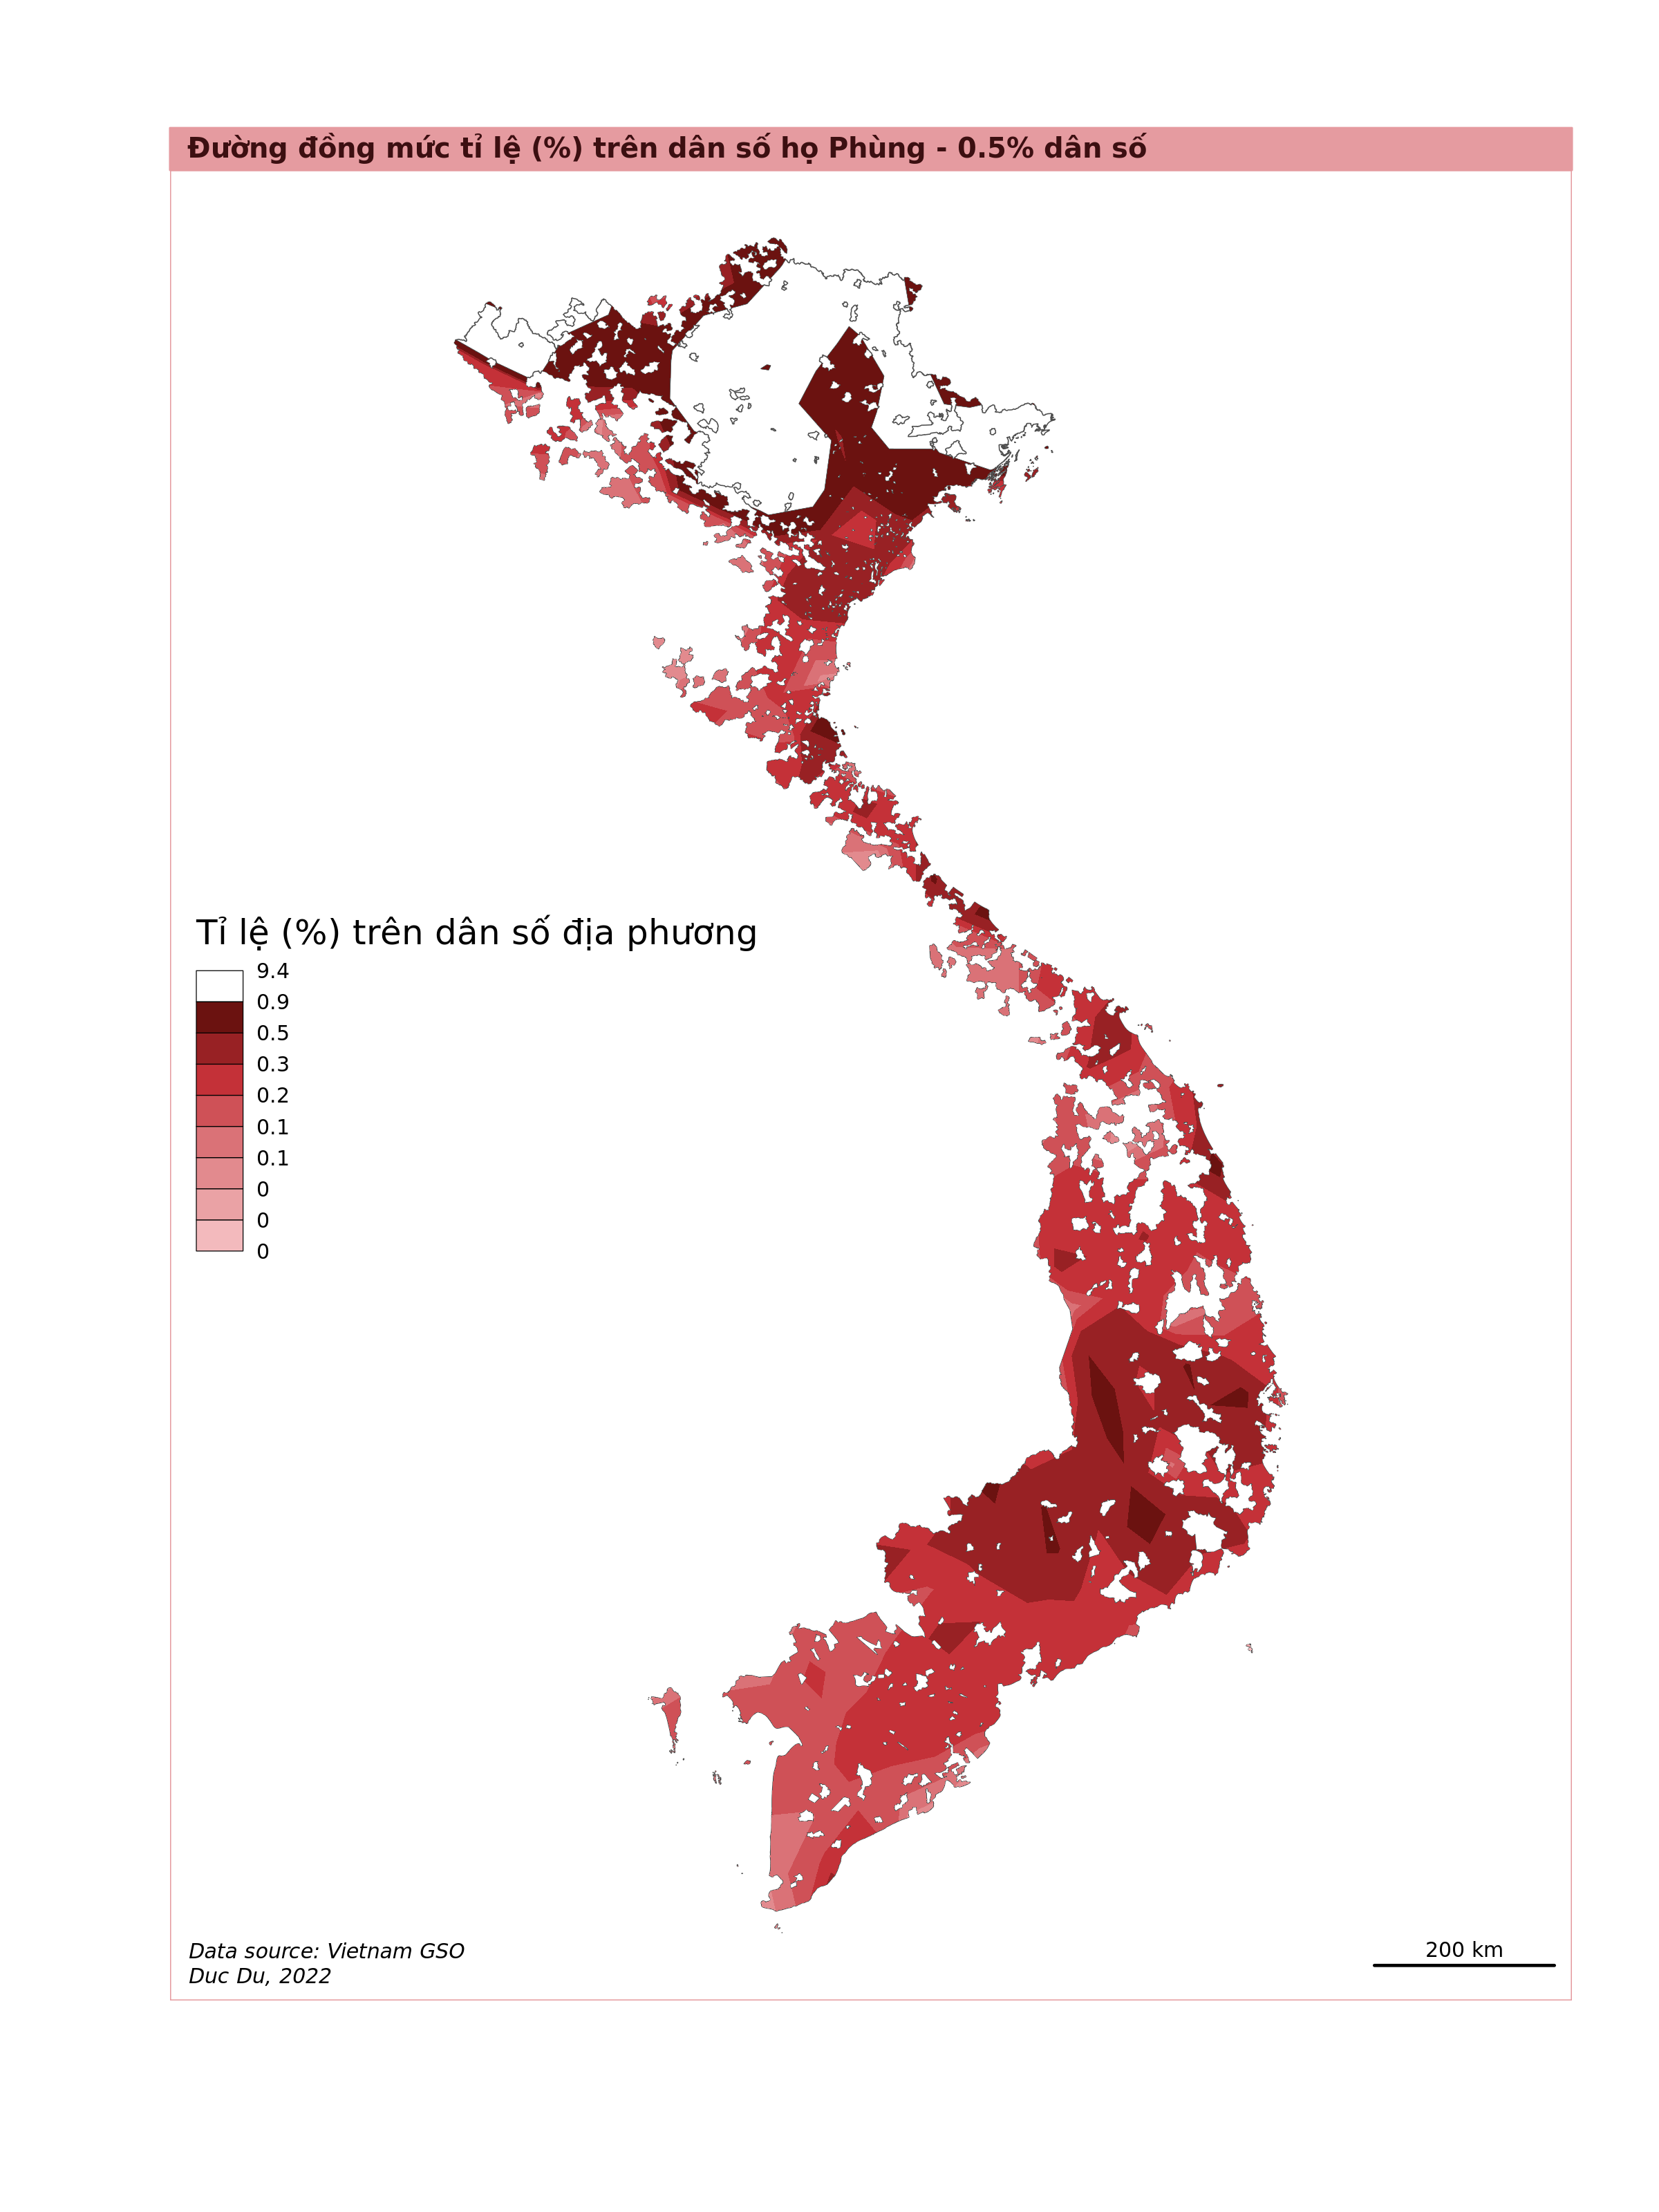 Đường đồng mức tỉ lệ (%) trên dân số họ Phùng - 0.5% dân số
Tỉ lệ (%) trên dân số địa phương
9.4
0.9
0.5
0.3
0.2
0.1
0.1
0
0
0
Data source: Vietnam GSO
Duc Du, 2022
200 km